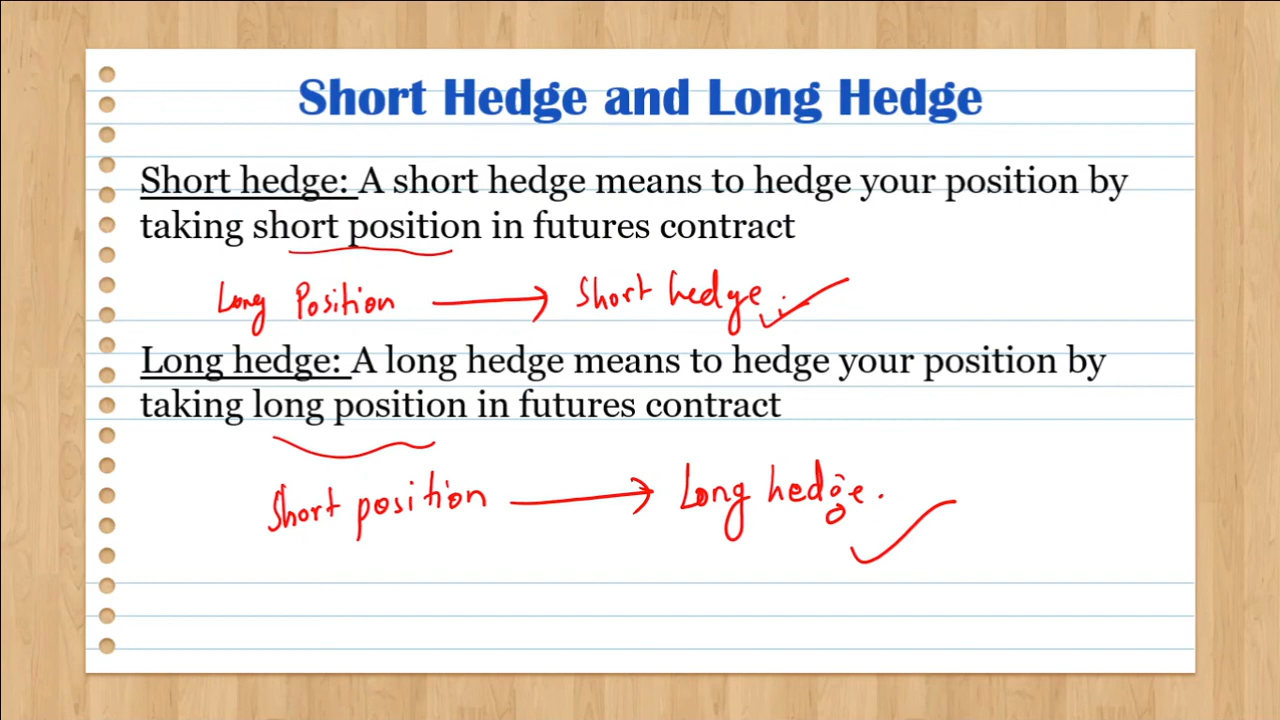 Short Hedge and Long Hedge
Short hedge: A short hedge means to hedge your position by
taking short position in futures contract
Long Position → Short hedge.
Long hedge: A long hedge means to hedge your position by
taking long position in futures contract
Short position → Long hedge.